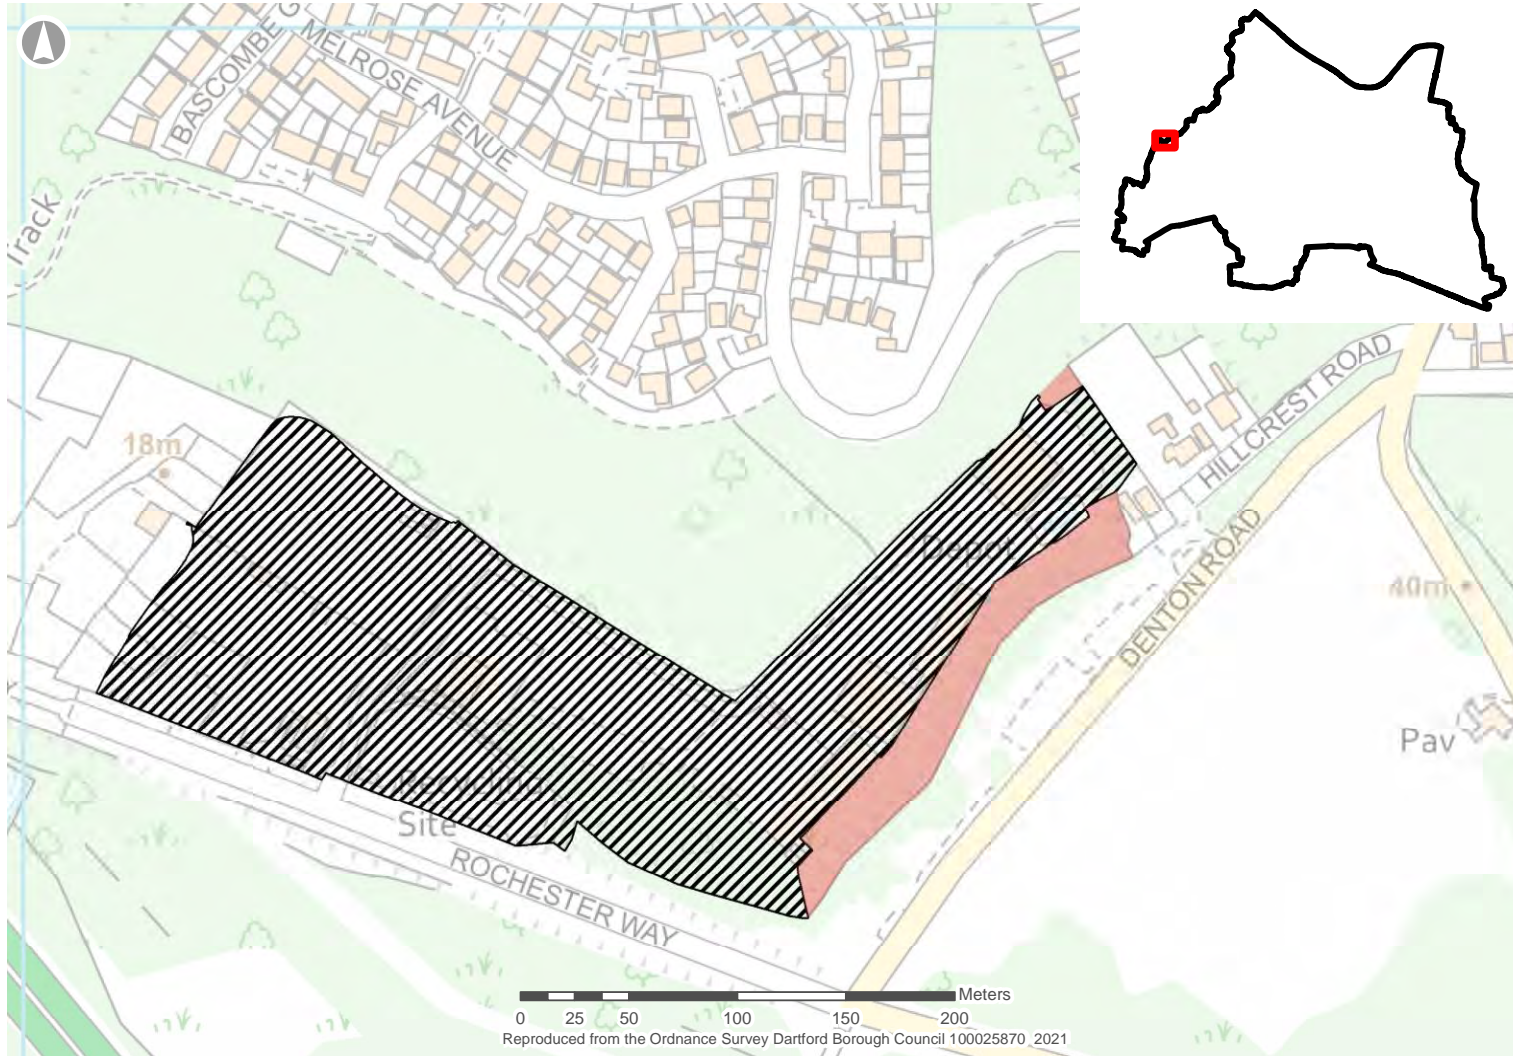 BASCOMBE G
MELROSE AVENUE
Track
18m
HILLCREST ROAD
Depot
DENTON ROAD
40m
Pav
Recycling
Site
ROCHESTER WAY
Meters
0 25 50 100 150 200
Reproduced from the Ordnance Survey Dartford Borough Council 100025870 2021